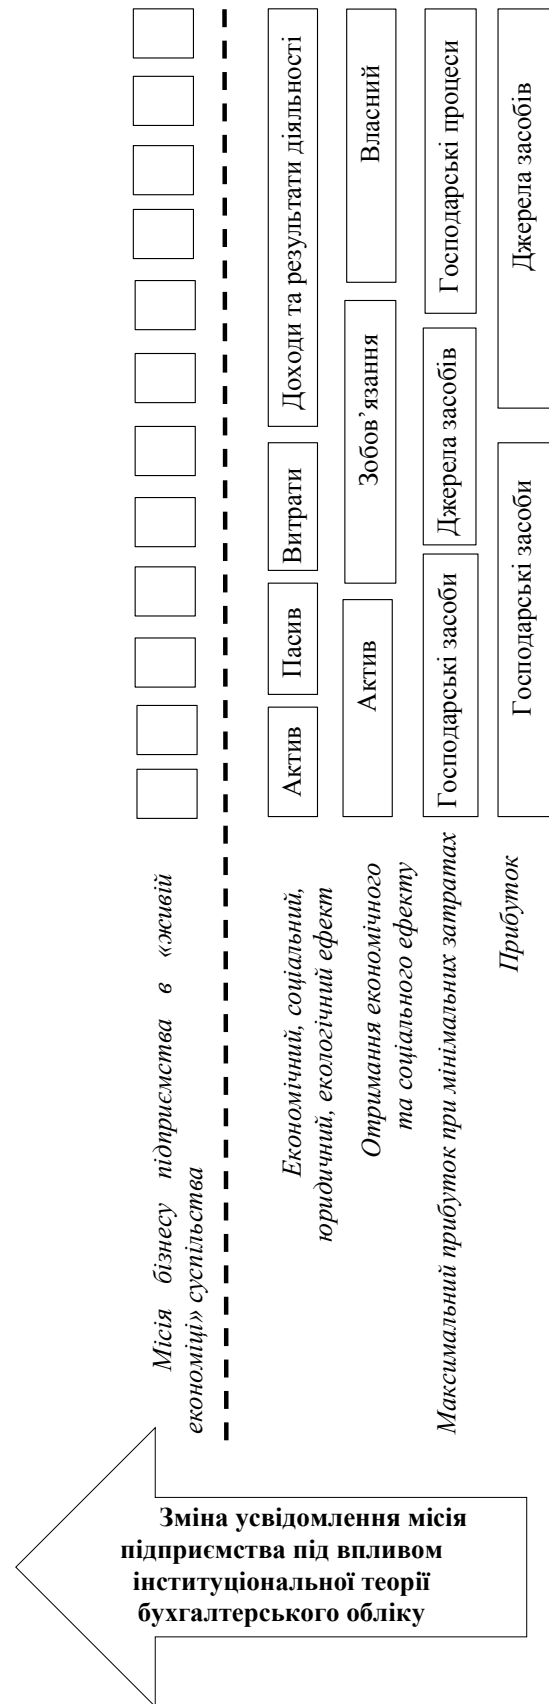 Місія бізнесу підприємства в «живій
економіці» суспільства
Економічний, соціальний,
юридичний, екологічний ефект
Актив
Пасив
Витрати
Доходи та результати діяльності
Отримання економічного
та соціального ефекту
Актив
Зобов’язання
Власний
Максимальний прибуток при мінімальних затратах
Господарські засоби
Джерела засобів
Господарські процеси
Прибуток
Господарські засоби
Джерела засобів
Зміна усвідомлення місія
підприємства під впливом
інституціональної теорії
бухгалтерського обліку